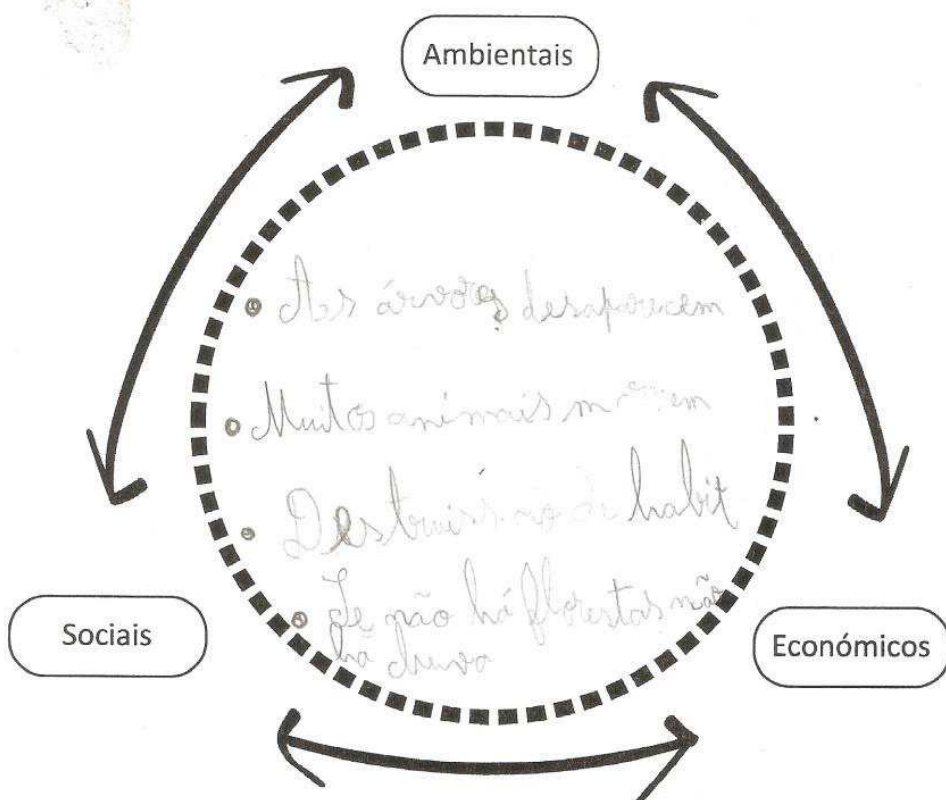 Ambientais
• As árvores desaparecem
• Muitos animais morrem
• Destruição de habit
• Se não há florestas não
há chuva
Sociais
Económicos